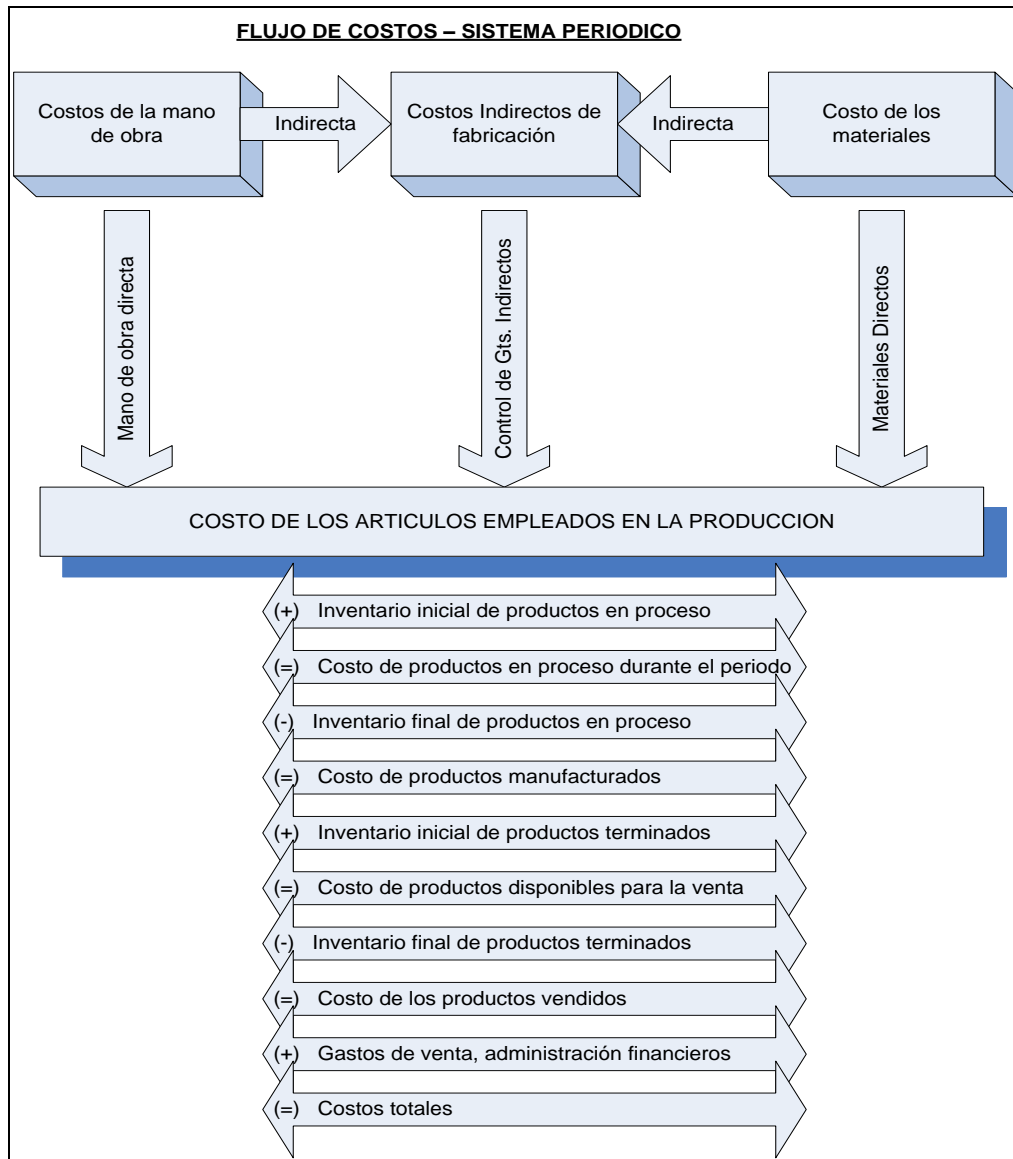 FLUJO DE COSTOS – SISTEMA PERIODICO
Costos de la mano
de obra
Indirecta
Costos Indirectos de
fabricación
Indirecta
Costo de los
materiales
Mano de obra directa
Control de Gts. Indirectos
Materiales Directos
COSTO DE LOS ARTICULOS EMPLEADOS EN LA PRODUCCION
(+) Inventario inicial de productos en proceso
(=) Costo de productos en proceso durante el periodo
(-) Inventario final de productos en proceso
(=) Costo de productos manufacturados
(+) Inventario inicial de productos terminados
(=) Costo de productos disponibles para la venta
(-) Inventario final de productos terminados
(=) Costo de los productos vendidos
(+) Gastos de venta, administración financieros
(=) Costos totales